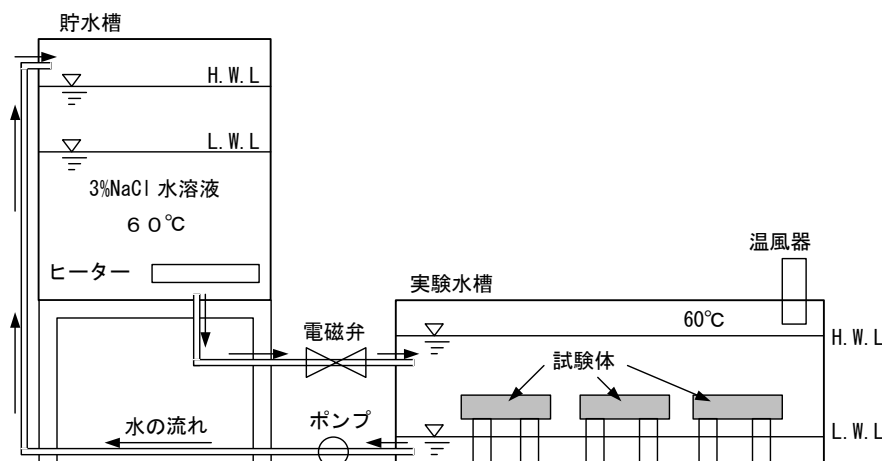 貯水槽
H.W.L
L.W.L
3%NaCl 水溶液
６０℃
ヒーター
温風器
実験水槽
60℃
電磁弁
H.W.L
試験体
水の流れ
ポンプ
L.W.L